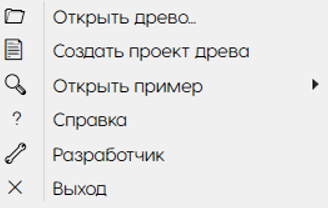 Открыть древо...
Создать проект древа
Открыть пример
Справка
Разработчик
Выход